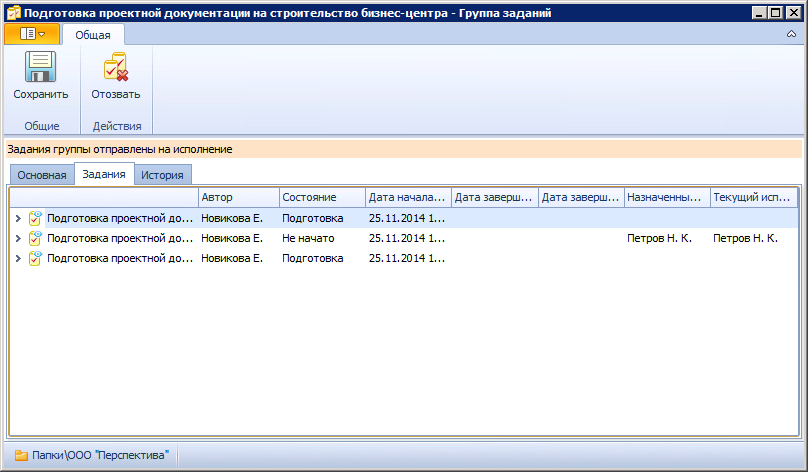 Подготовка проектной документации на строительство бизнес-центра - Группа заданий
Общая
Сохранить Отозвать
Общие Действия
Задания группы отправлены на исполнение
Основная Задания История
Автор Состояние Дата начала... Дата заверш... Дата заверш... Назначенны... Текущий исп...
Подготовка проектной до... Новикова Е. Подготовка 25.11.2014 1...
Подготовка проектной до... Новикова Е. Не начато 25.11.2014 1... Петров Н. К. Петров Н. К.
Подготовка проектной до... Новикова Е. Подготовка 25.11.2014 1...
Папки\ООО "Перспектива"